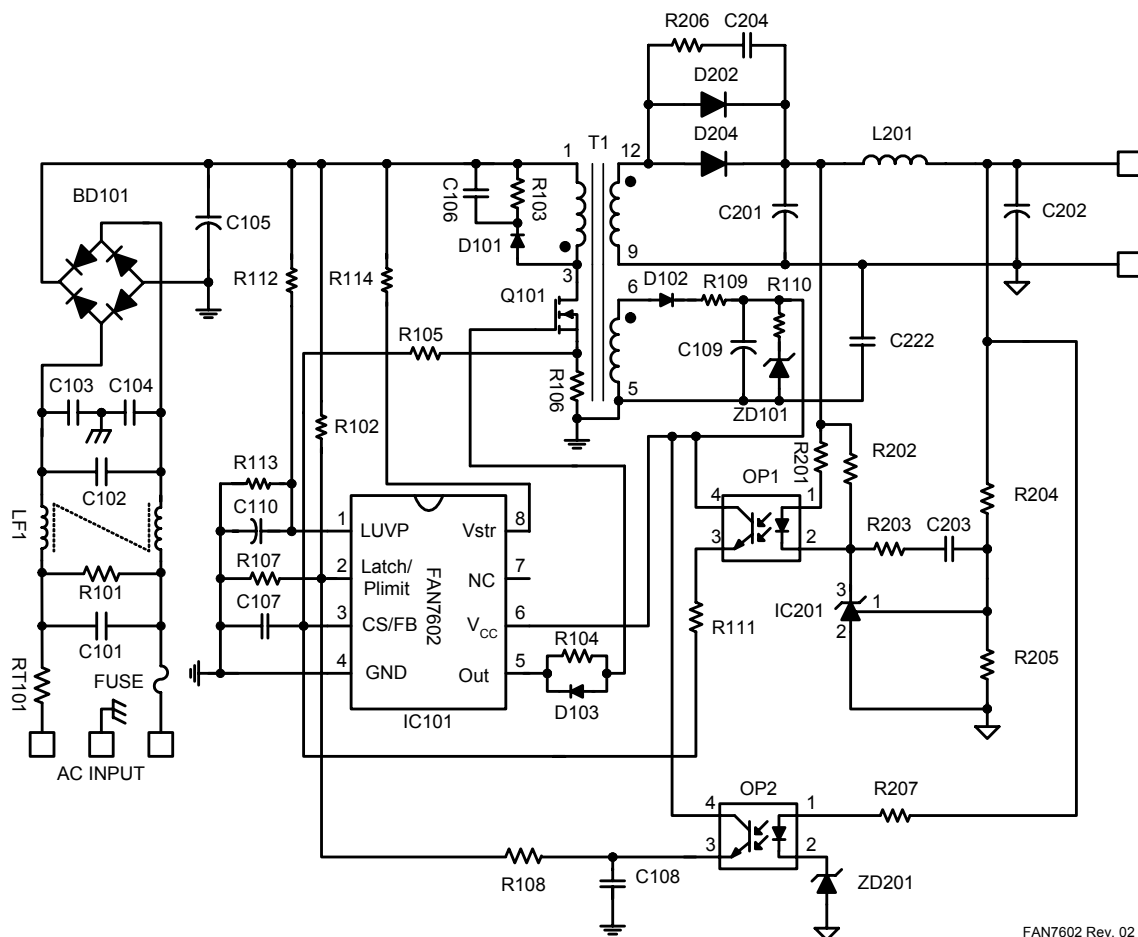 R206 C204
D202
D204
L201
T1
1
12
BD101
C105
C106
R103
D101
3
C201
9
C202
R112
R114
Q101
6
D102
R109
R110
R105
C109
C222
R106
5
ZD101
C103 C104
R102
C102
R113
C110
R107
C107
LF1
R101
C101
RT101
FUSE
AC INPUT
1 LUVP
2 Latch/
Plimit
3 CS/FB
4 GND
FAN7602
Vstr 8
NC 7
VCC 6
Out 5
IC101
R104
D103
R201
R202
OP1
4
3
1
2
R203 C203
R204
R111
IC201
3
1
2
R205
OP2
4
3
1
2
R207
R108
C108
ZD201
FAN7602 Rev. 02